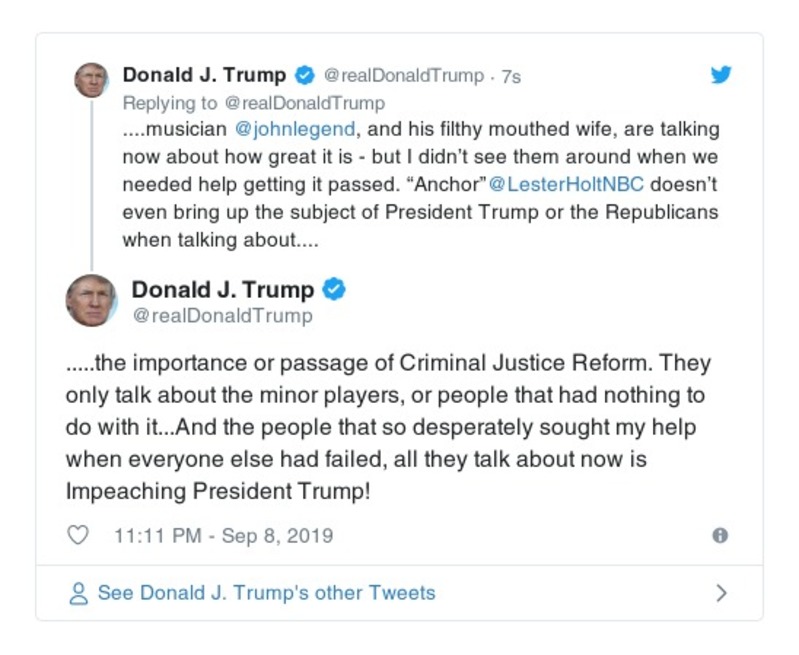 Donald J. Trump @realDonaldTrump · 7s
Replying to @realDonaldTrump
....musician @johnlegend, and his filthy mouthed wife, are talking
now about how great it is - but I didn’t see them around when we
needed help getting it passed. “Anchor”@LesterHoltNBC doesn’t
even bring up the subject of President Trump or the Republicans
when talking about....
Donald J. Trump
@realDonaldTrump
.....the importance or passage of Criminal Justice Reform. They
only talk about the minor players, or people that had nothing to
do with it...And the people that so desperately sought my help
when everyone else had failed, all they talk about now is
Impeaching President Trump!
11:11 PM - Sep 8, 2019
See Donald J. Trump's other Tweets